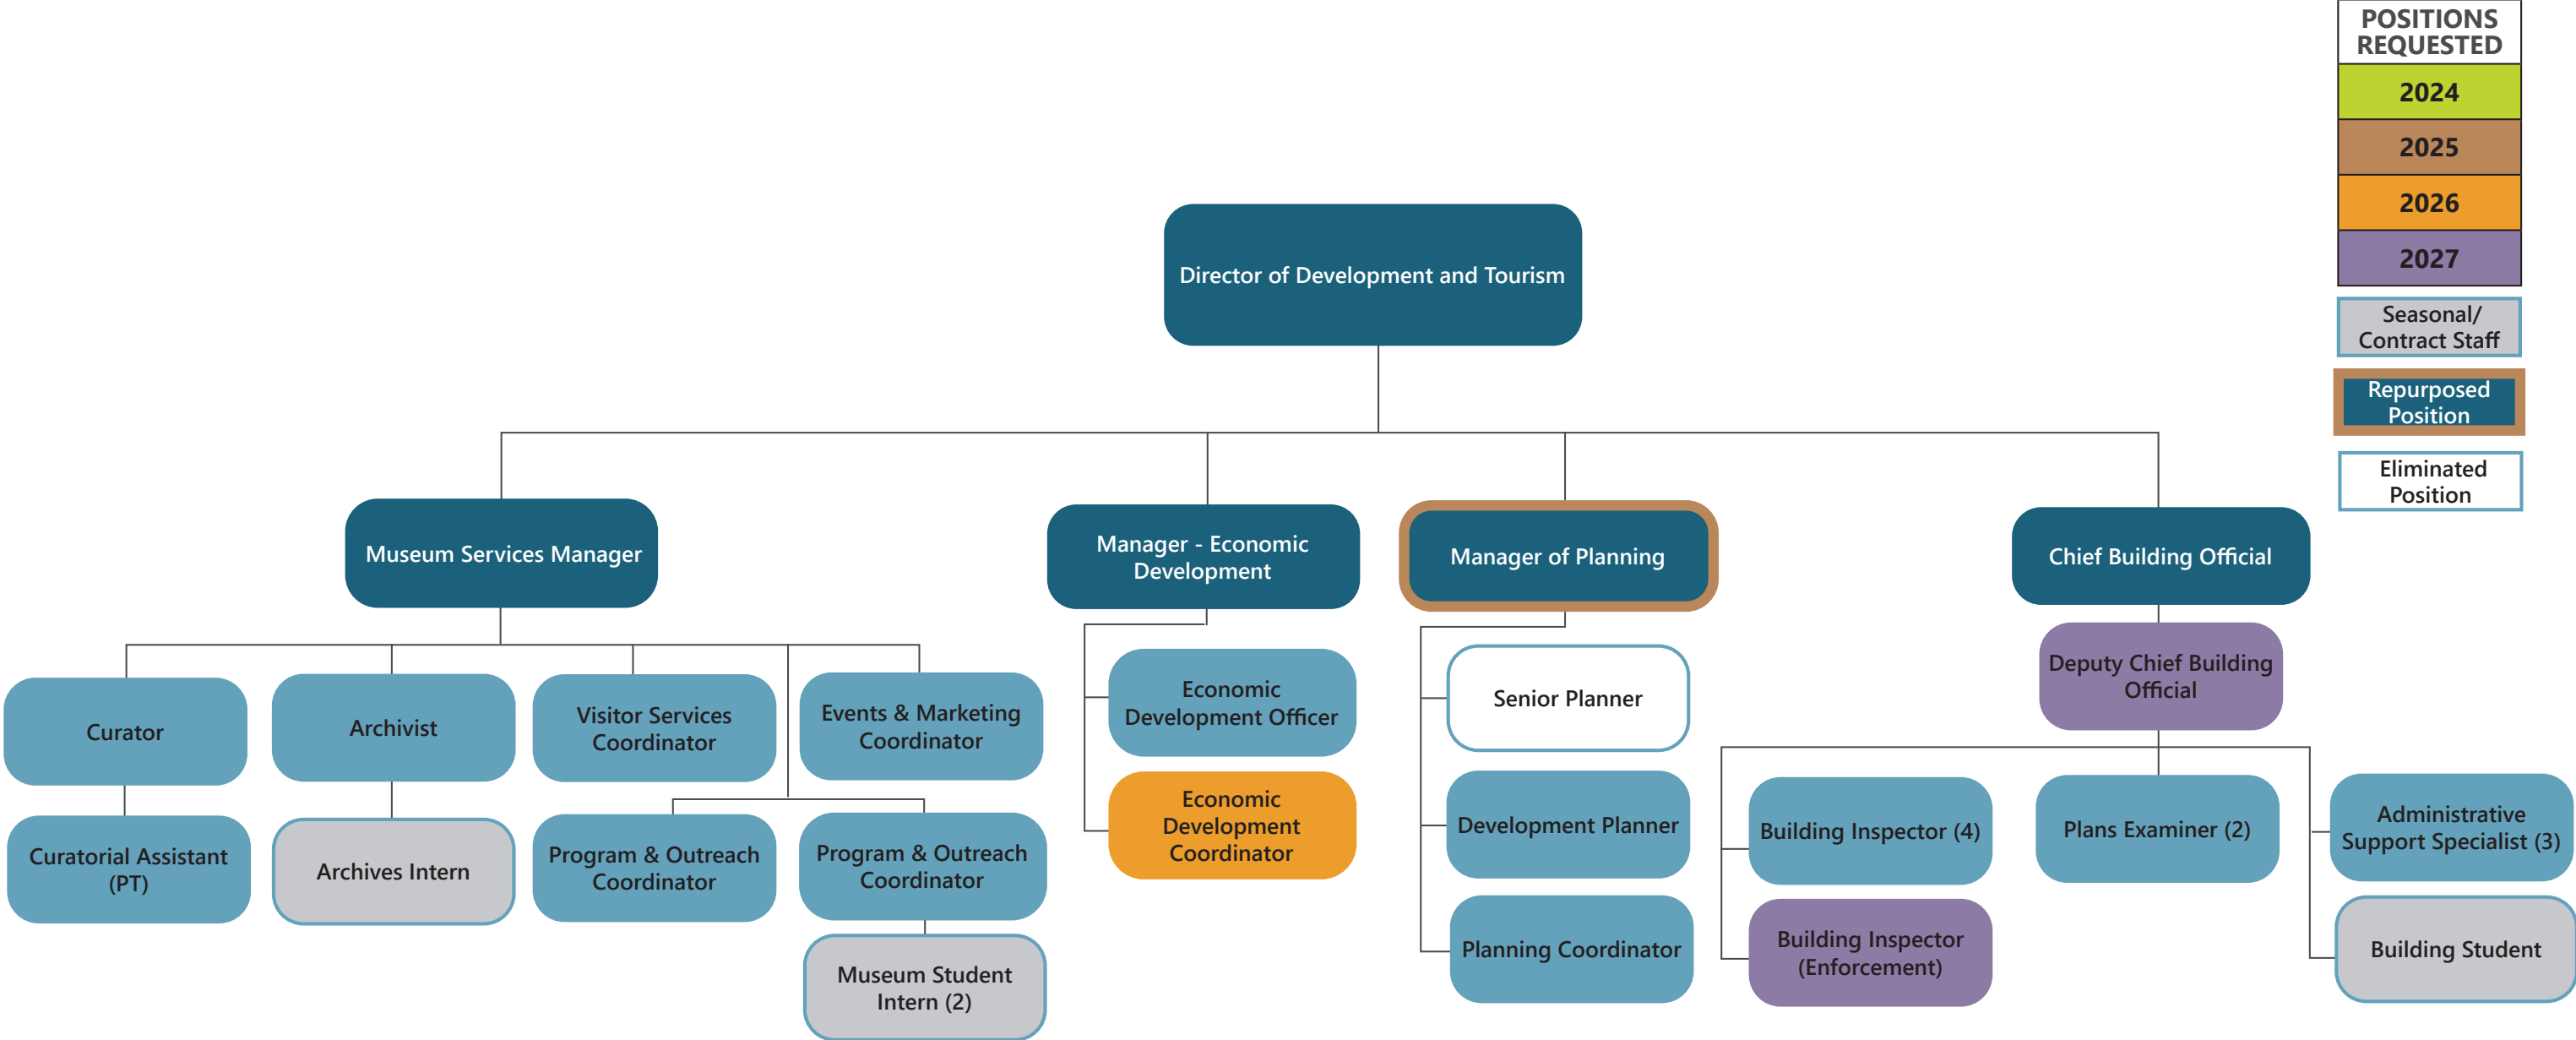 POSITIONS
REQUESTED
2024
2025
2026
2027
Seasonal/
Contract Staff
Repurposed
Position
Eliminated
Position
Director of Development and Tourism
Museum Services Manager
Manager - Economic
Development
Manager of Planning
Chief Building Official
Curator
Archivist
Visitor Services
Coordinator
Events & Marketing
Coordinator
Curatorial Assistant
(PT)
Archives Intern
Program & Outreach
Coordinator
Program & Outreach
Coordinator
Museum Student
Intern (2)
Economic
Development Officer
Economic
Development
Coordinator
Senior Planner
Development Planner
Planning Coordinator
Deputy Chief Building
Official
Building Inspector (4)
Building Inspector
(Enforcement)
Plans Examiner (2)
Administrative
Support Specialist (3)
Building Student